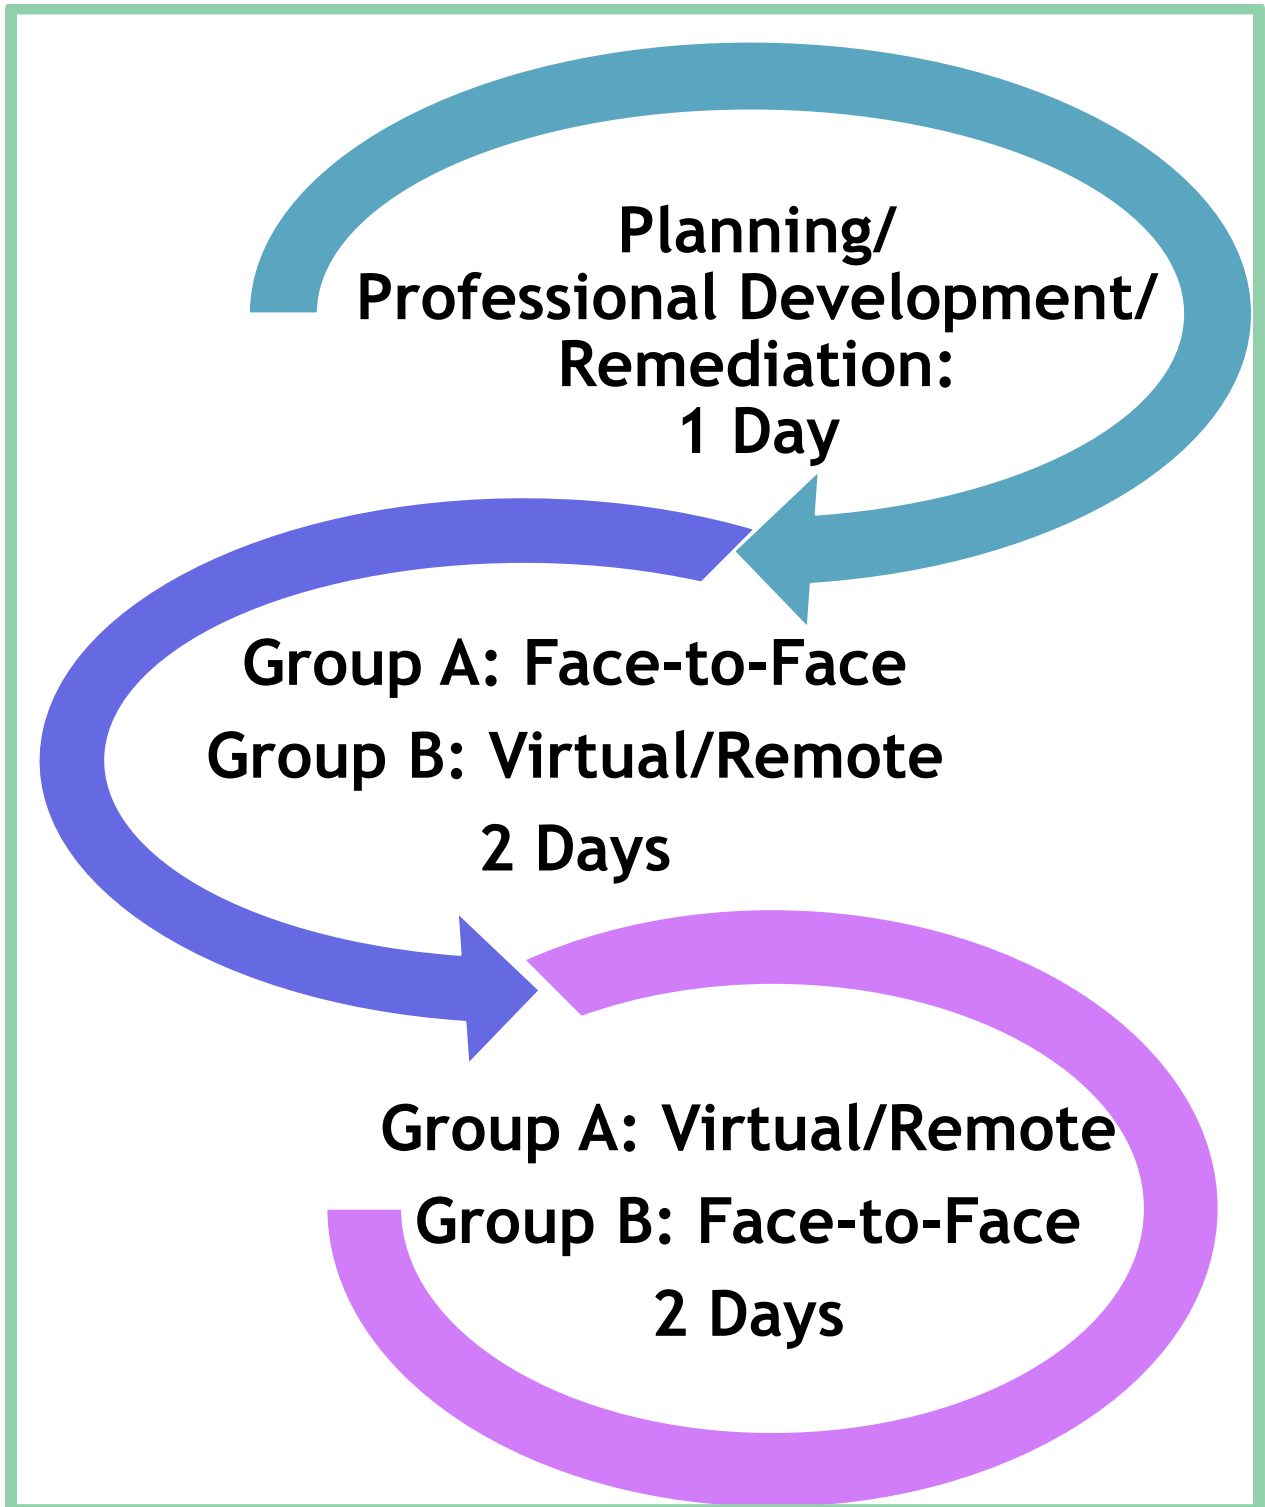 Planning/
Professional Development/
Remediation:
1 Day
Group A: Face-to-Face
Group B: Virtual/Remote
2 Days
Group A: Virtual/Remote
Group B: Face-to-Face
2 Days